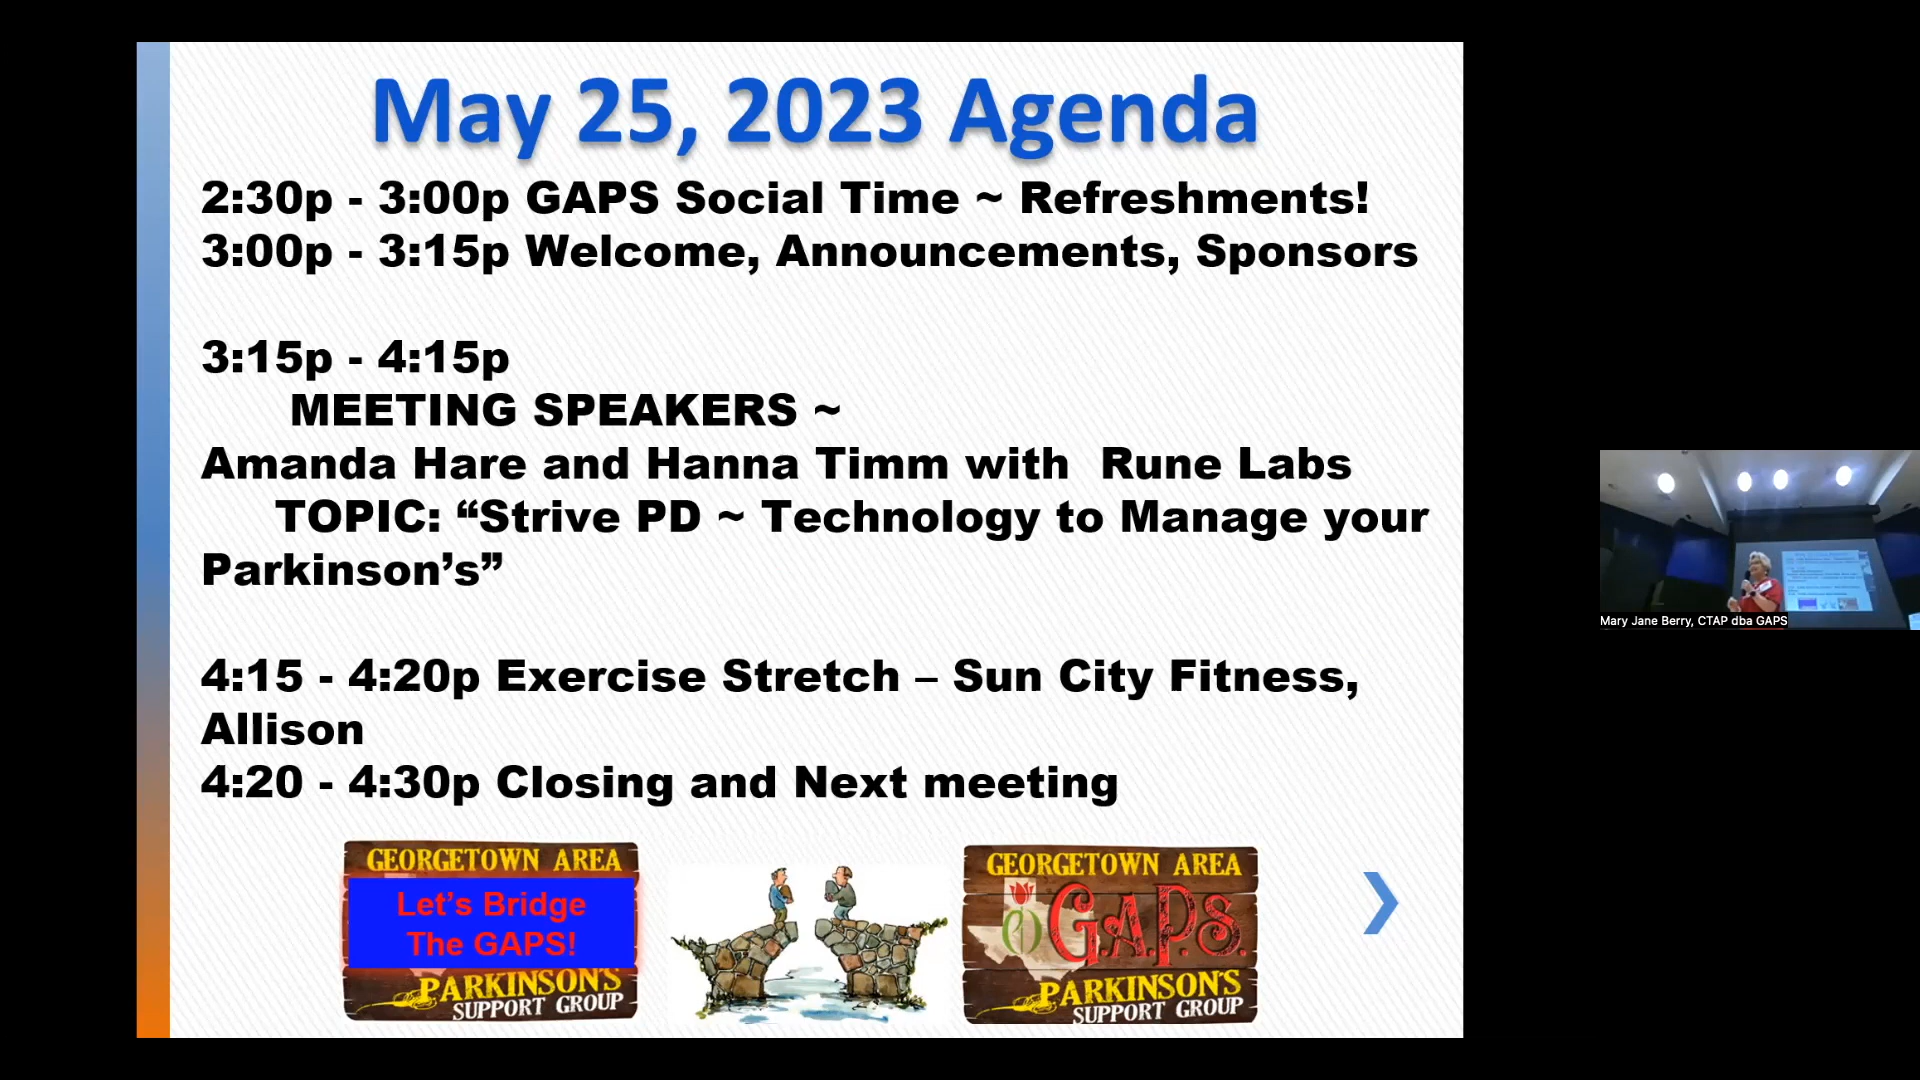 May 25, 2023 Agenda
2:30p - 3:00p GAPS Social Time ~ Refreshments!
3:00p - 3:15p Welcome, Announcements, Sponsors
3:15p - 4:15p
MEETING SPEAKERS ~
Amanda Hare and Hanna Timm with Rune Labs
TOPIC: “Strive PD ~ Technology to Manage your
Parkinson’s”
4:15 - 4:20p Exercise Stretch – Sun City Fitness,
Allison
4:20 - 4:30p Closing and Next meeting
GEORGETOWN AREA
Let’s Bridge
The GAPS!
PARKINSON'S
SUPPORT GROUP
GEORGETOWN AREA
G.A.P.S.
PARKINSON'S
SUPPORT GROUP
Mary Jane Berry, CTAP dba GAPS